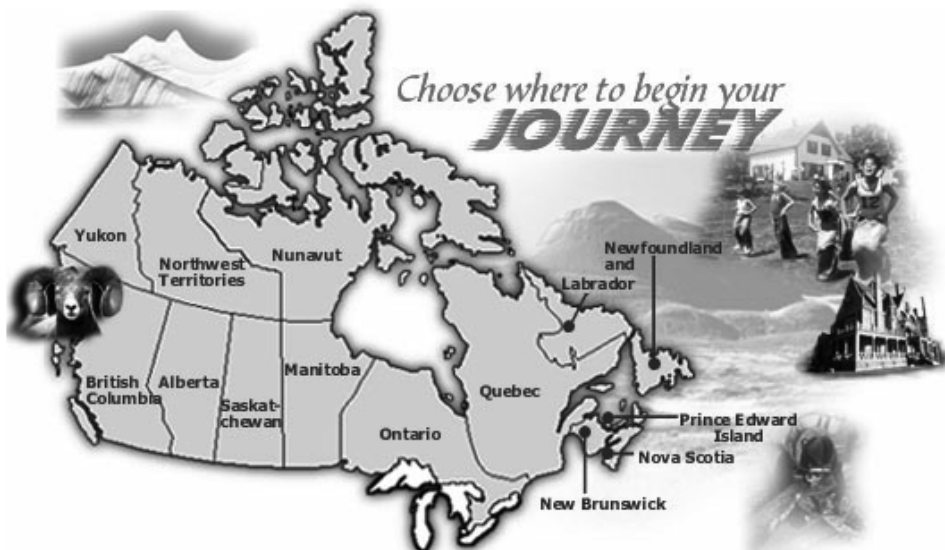 Choose where to begin your
JOURNEY
Yukon
Northwest
Territories
Nunavut
Newfoundland
and
Labrador
British
Columbia
Alberta
Saskat-
chewan
Manitoba
Ontario
Quebec
Prince Edward
Island
Nova Scotia
New Brunswick